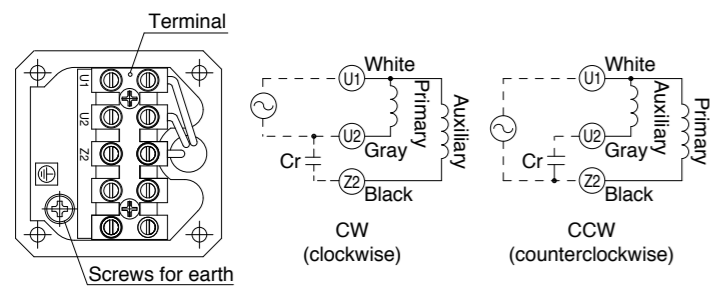 Terminal
U1
U2
Z2
Screws for earth
U1
White
Primary
Auxiliary
U2
Gray
Cr
Z2
Black
CW
(clockwise)
U1
White
Auxiliary
Primary
U2
Gray
Cr
Z2
Black
CCW
(counterclockwise)